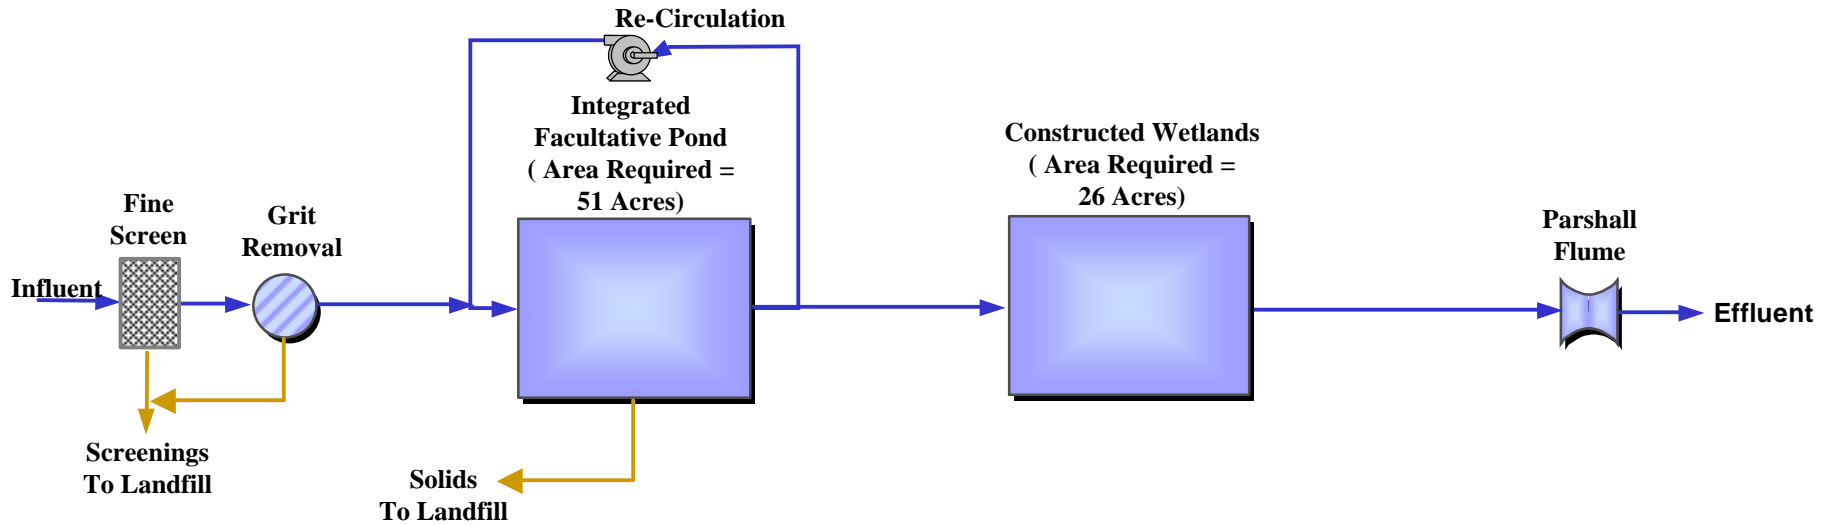 Re-Circulation
Integrated
Facultative Pond
( Area Required =
51 Acres)
Constructed Wetlands
( Area Required =
26 Acres)
Fine
Screen
Grit
Removal
Parshall
Flume
Influent
Effluent
Screenings
To Landfill
Solids
To Landfill